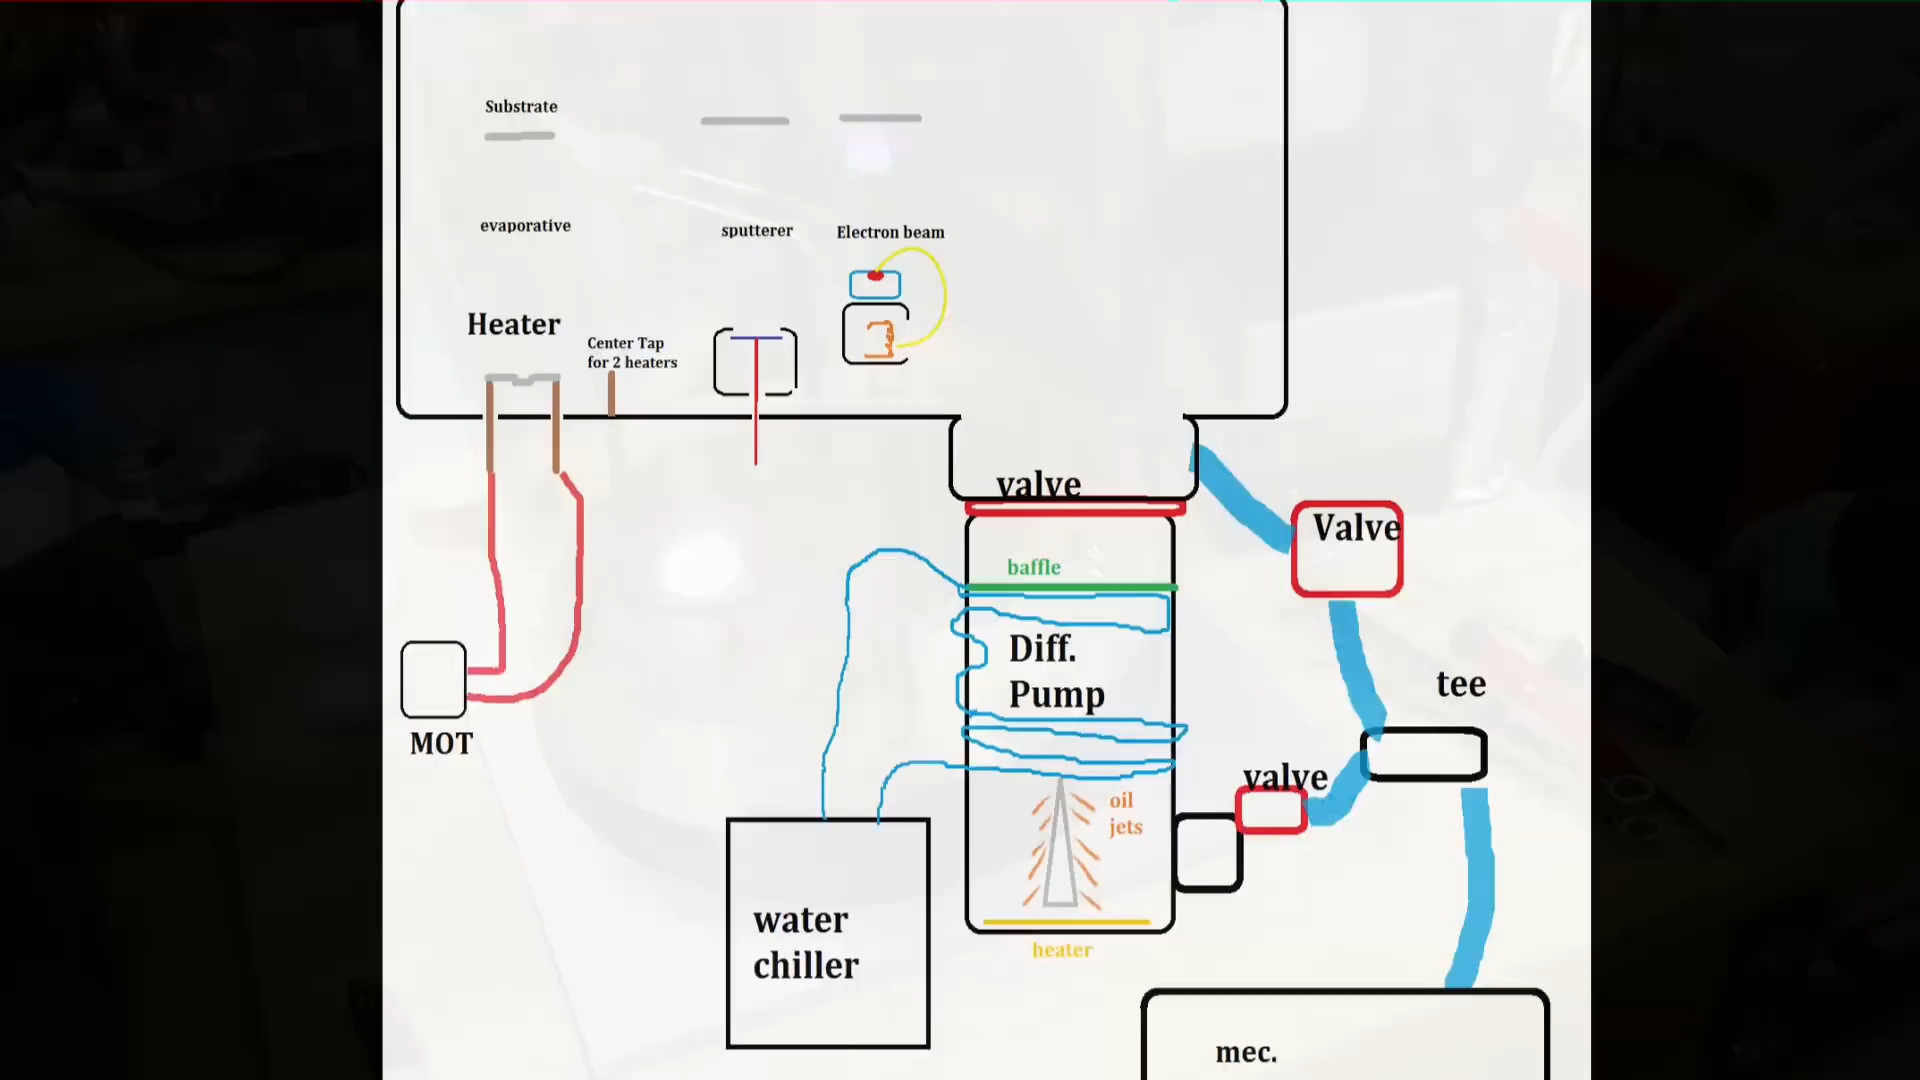 Substrate
evaporative
sputterer
Electron beam
Heater
Center Tap
for 2 heaters
valve
Valve
baffle
Diff.
Pump
tee
MOT
valve
oil
jets
water
chiller
heater
mec.